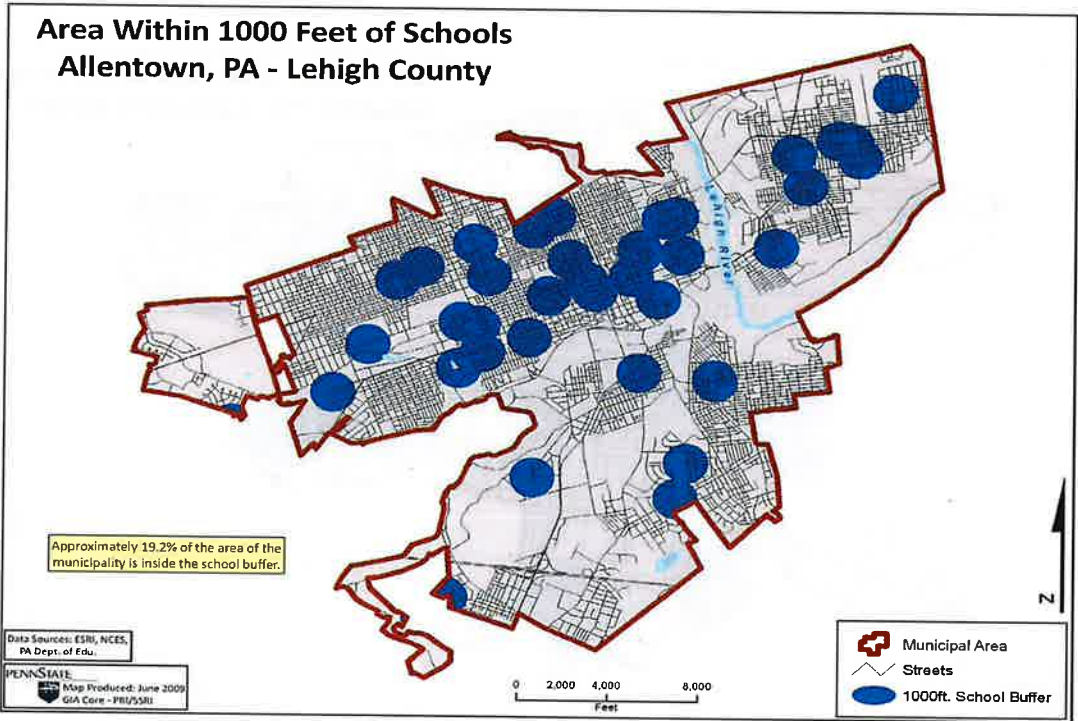 Area Within 1000 Feet of Schools
Allentown, PA - Lehigh County
Lehigh River
Approximately 19.2% of the area of the
municipality is inside the school buffer.
Data Sources: ESRI, NCES,
PA Dept. of Edu.
PENNSTATE
Map Produced: June 2009
GIA Core - PRI/SSRI
0 2,000 4,000 8,000
Feet
N
Municipal Area
Streets
1000ft. School Buffer